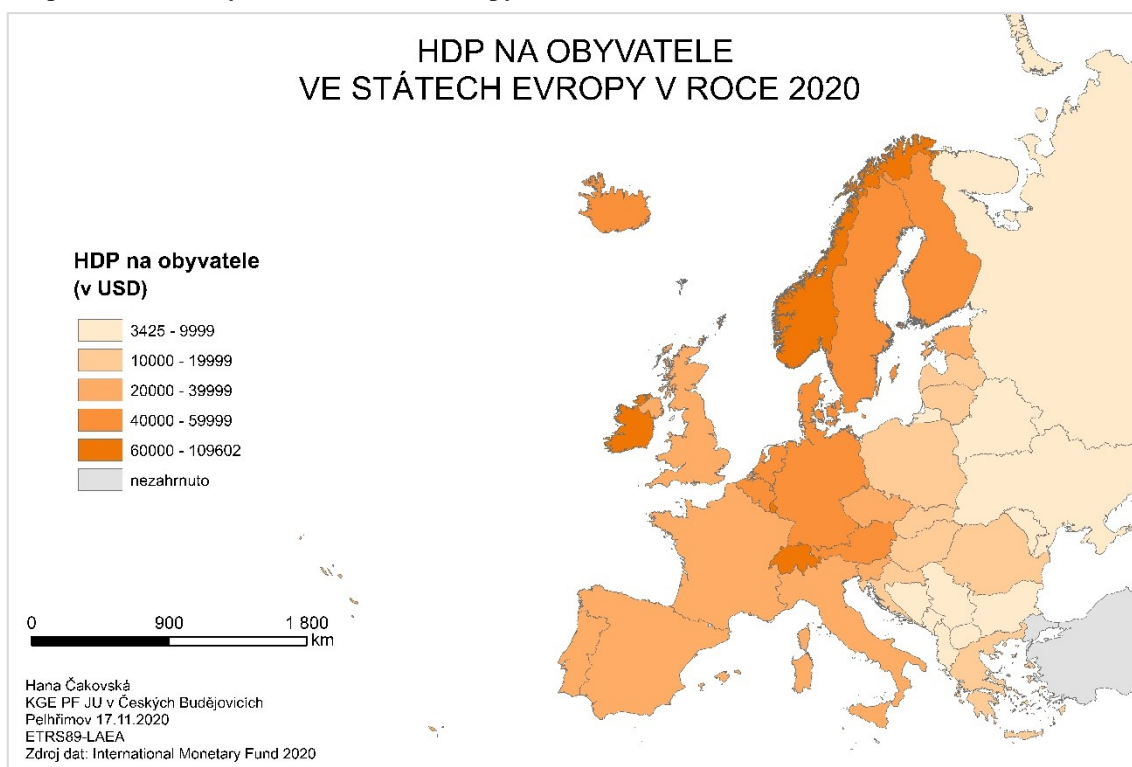 HDP NA OBYVATELE
VE STÁTECH EVROPY V ROCE 2020
HDP na obyvatele
(v USD)
3425 - 9999
10000 - 19999
20000 - 39999
40000 - 59999
60000 - 109602
nezahrnuto
0 900 1 800
km
Hana Čakovská
KGE PF JU v Českých Budějovicích
Pelhřimov 17.11.2020
ETRS89-LAEA
Zdroj dat: International Monetary Fund 2020